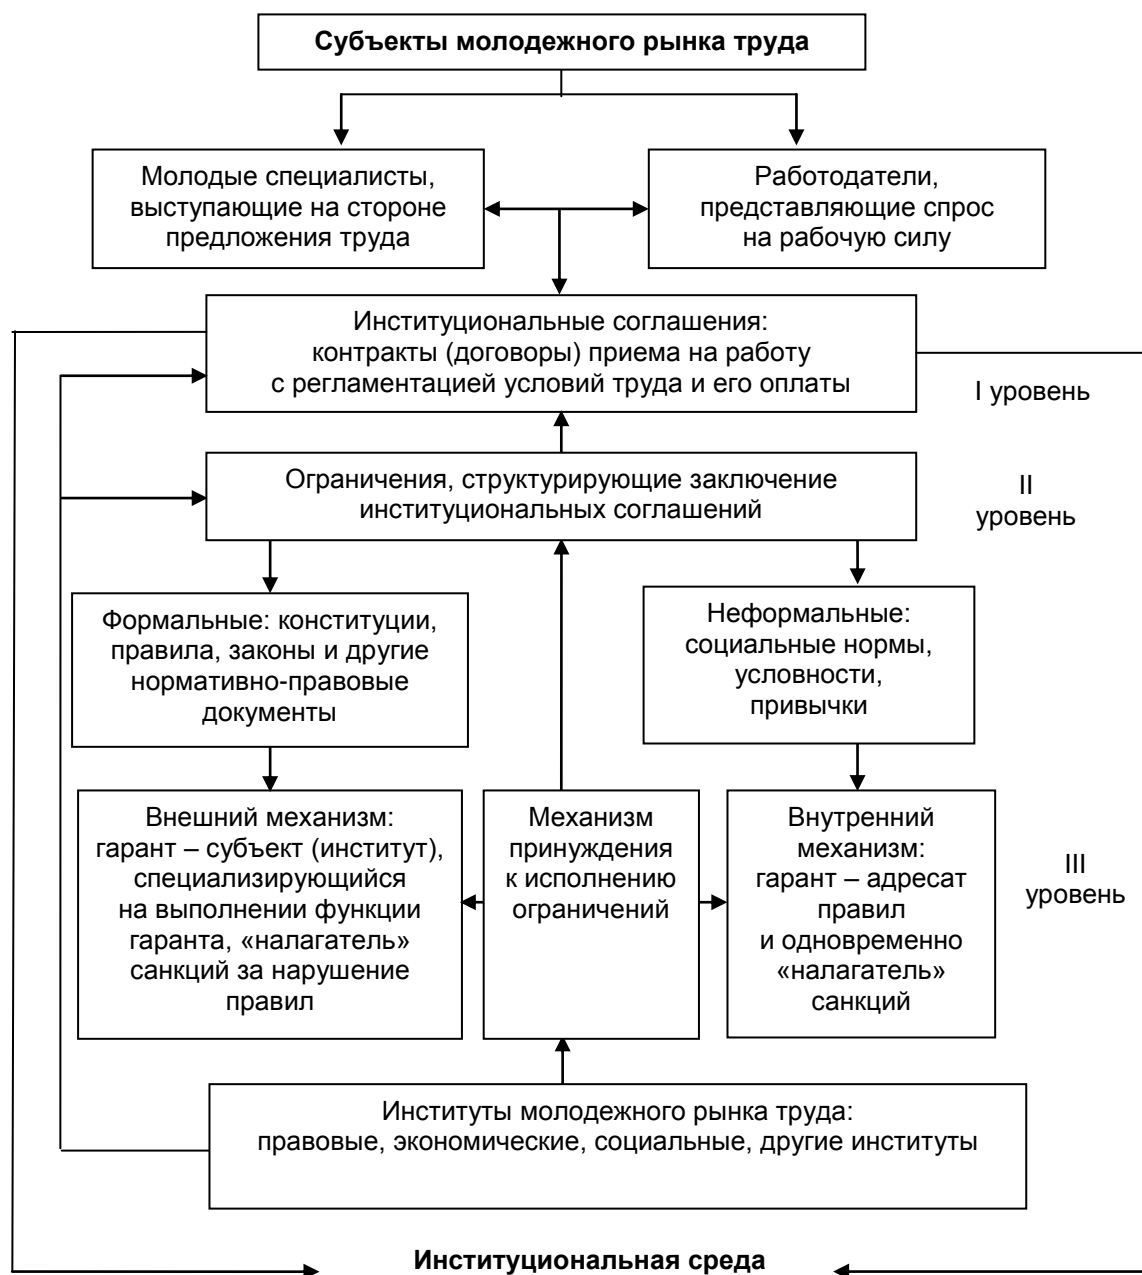 Субъекты молодежного рынка труда
Молодые специалисты,
выступающие на стороне
предложения труда
Работодатели,
представляющие спрос
на рабочую силу
Институциональные соглашения:
контракты (договоры) приема на работу
с регламентацией условий труда и его оплаты
I уровень
Ограничения, структурирующие заключение
институциональных соглашений
II
уровень
Формальные: конституции,
правила, законы и другие
нормативно-правовые
документы
Неформальные:
социальные нормы,
условности,
привычки
Внешний механизм:
гарант – субъект (институт),
специализирующийся
на выполнении функции
гаранта, «налагатель»
санкций за нарушение
правил
Механизм
принуждения
к исполнению
ограничений
Внутренний
механизм:
гарант – адресат
правил
и одновременно
«налагатель»
санкций
III
уровень
Институты молодежного рынка труда:
правовые, экономические, социальные, другие институты
Институциональная среда